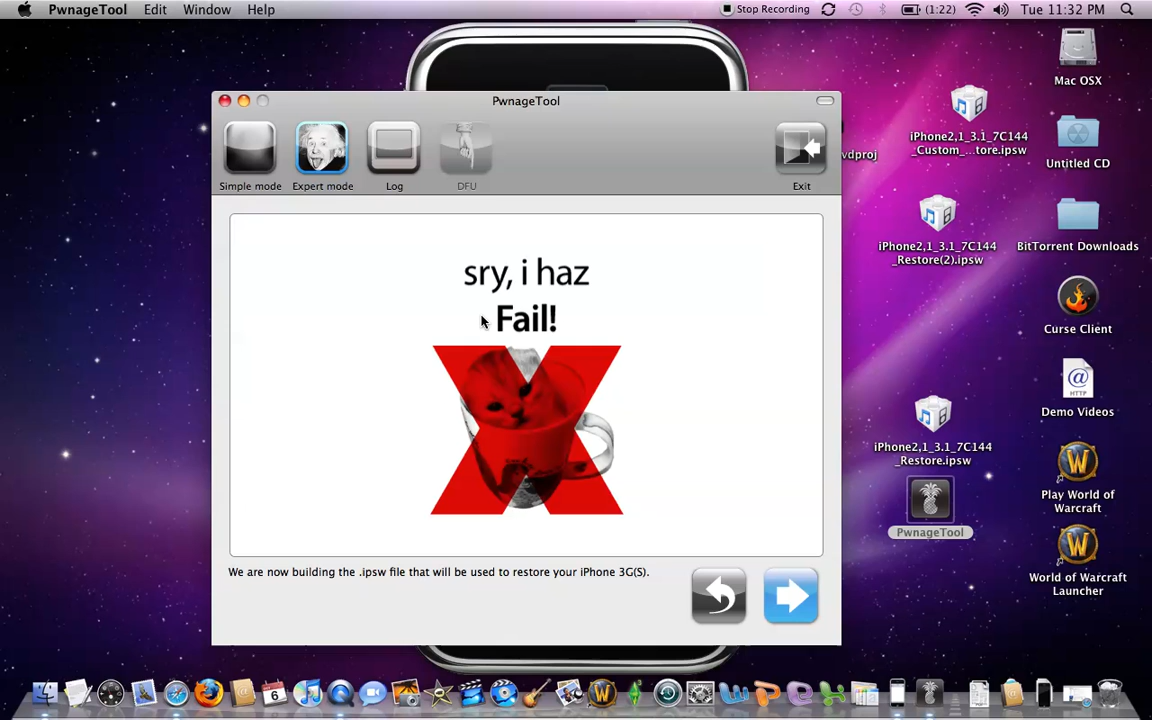 PwnageTool Edit Window Help
Stop Recording (1:22) Tue 11:32 PM
PwnageTool
Simple mode Expert mode Log DFU Exit
sry, i haz
Fail!
We are now building the .ipsw file that will be used to restore your iPhone 3G(S).
vdproj
Mac OSX
iPhone2,1_3.1_7C144
_Custom_...tore.ipsw
Untitled CD
iPhone2,1_3.1_7C144
_Restore(2).ipsw
BitTorrent Downloads
Curse Client
HTTP
Demo Videos
iPhone2,1_3.1_7C144
_Restore.ipsw
Play World of
Warcraft
PwnageTool
World of Warcraft
Launcher
6